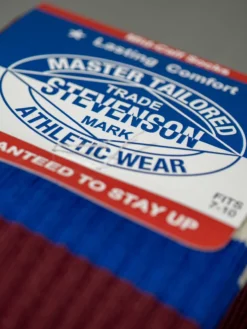 Mid-Calf Socks
★ Lasting Comfort
MASTER TAILORED
TRADE
STEVENSON
MARK
ATHLETIC WEAR
ANTEED TO STAY UP
FITS
7-10